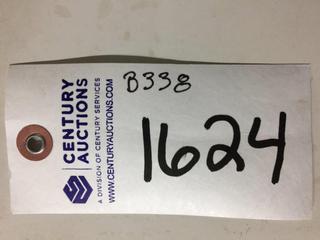 CENTURY
AUCTIONS
A DIVISION OF CENTURY SERVICES
WWW.CENTURYAUCTIONS.COM
B338
1624